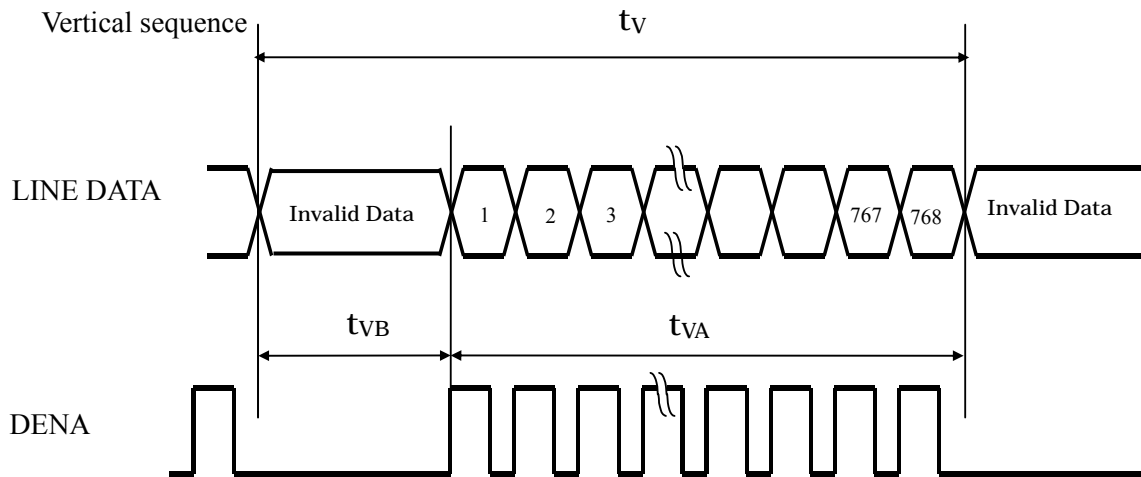 Vertical sequence
tV
LINE DATA
Invalid Data
1
2
3
767
768
Invalid Data
tVB
tVA
DENA